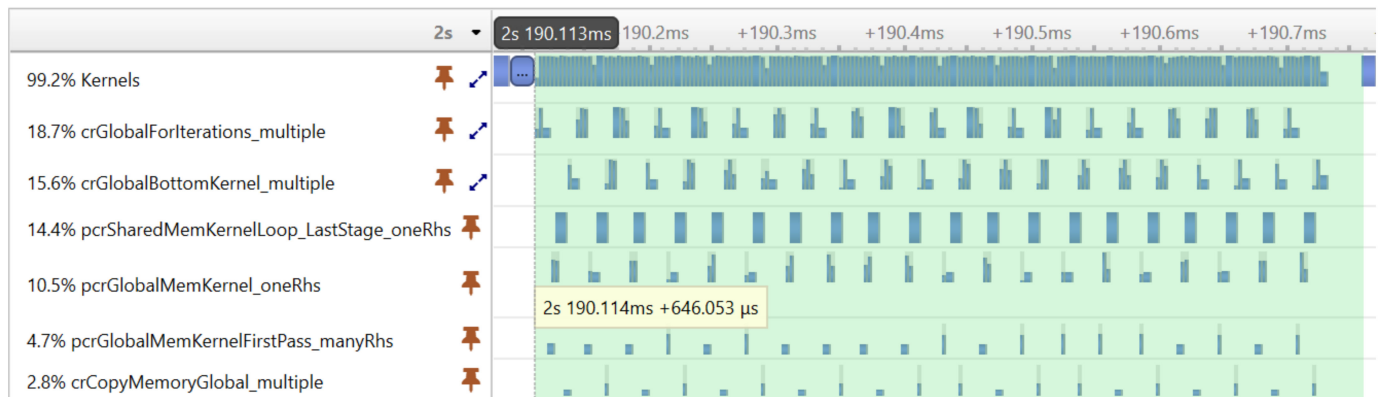 2s 2s 190.113ms 190.2ms +190.3ms +190.4ms +190.5ms +190.6ms +190.7ms
99.2% Kernels ...
18.7% crGlobalForIterations_multiple
15.6% crGlobalBottomKernel_multiple
14.4% pcrSharedMemKernelLoop_LastStage_oneRhs
10.5% pcrGlobalMemKernel_oneRhs
2s 190.114ms +646.053 µs
4.7% pcrGlobalMemKernelFirstPass_manyRhs
2.8% crCopyMemoryGlobal_multiple